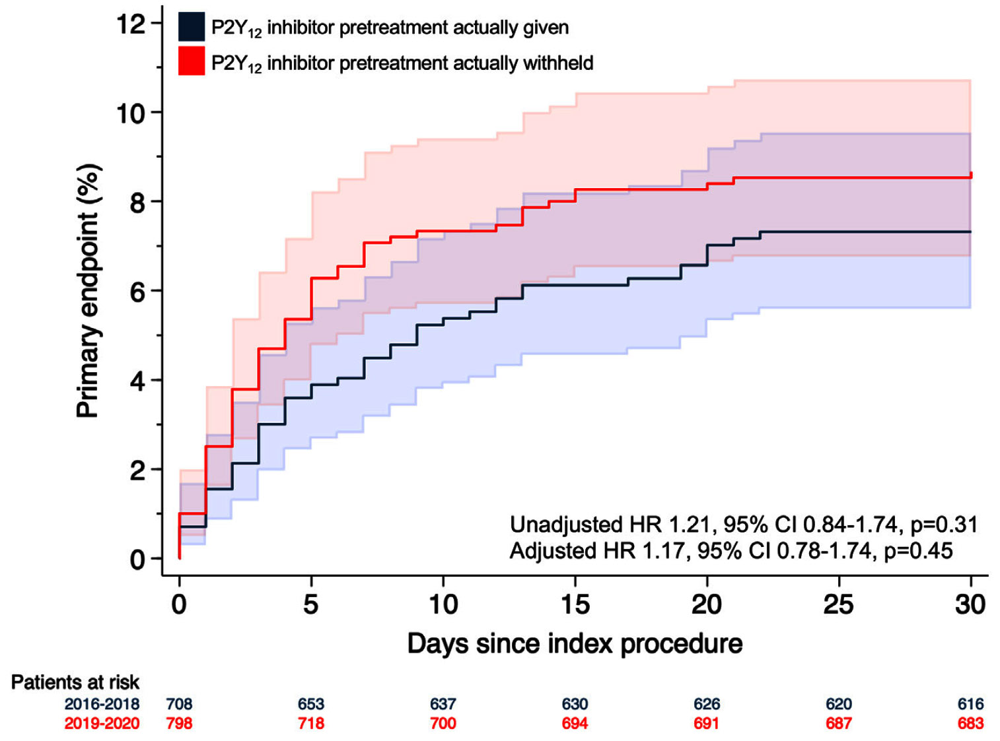 12
10
8
6
4
2
0
Primary endpoint (%)
P2Y₁₂ inhibitor pretreatment actually given
P2Y₁₂ inhibitor pretreatment actually withheld
Unadjusted HR 1.21, 95% CI 0.84-1.74, p=0.31
Adjusted HR 1.17, 95% CI 0.78-1.74, p=0.45
0 5 10 15 20 25 30
Days since index procedure
Patients at risk
2016-2018 708 653 637 630 626 620 616
2019-2020 798 718 700 694 691 687 683